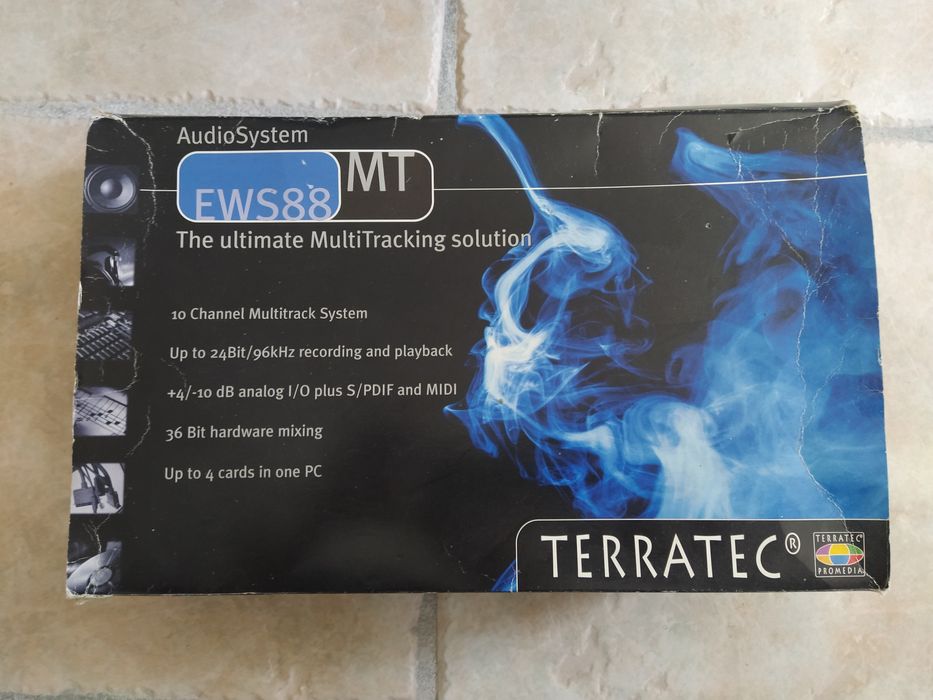 AudioSystem
EWS88 MT
The ultimate MultiTracking solution
10 Channel Multitrack System
Up to 24Bit/96kHz recording and playback
+4/-10 dB analog I/O plus S/PDIF and MIDI
36 Bit hardware mixing
Up to 4 cards in one PC
TERRATEC®
TERRATEC®
PROMEDIA